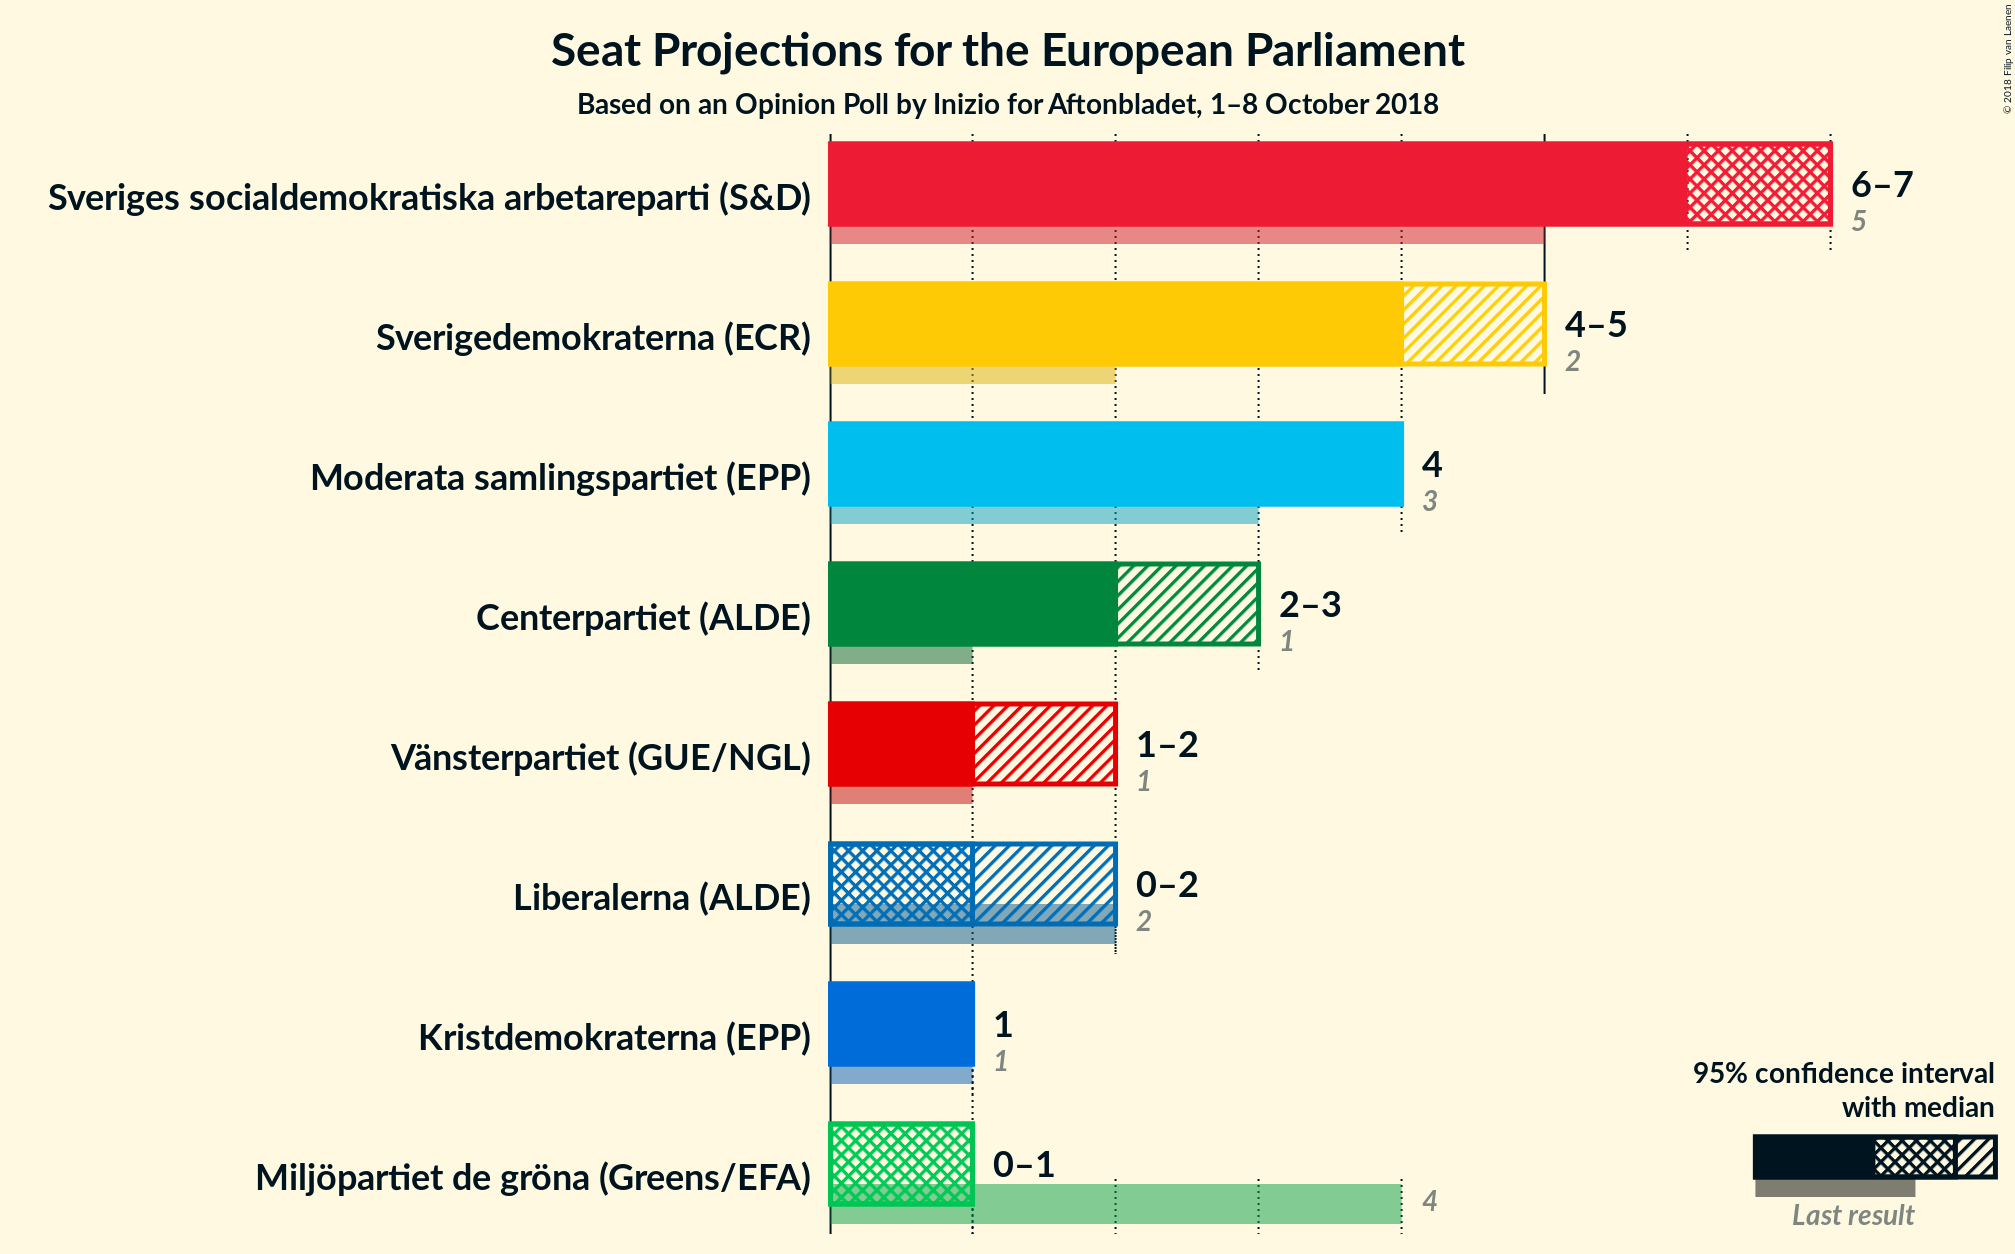 Seat Projections for the European Parliament
Based on an Opinion Poll by Inizio for Aftonbladet, 1–8 October 2018
© 2018 Filip van Laenen
Sveriges socialdemokratiska arbetareparti (S&D)
6–7
5
Sverigedemokraterna (ECR)
4–5
2
Moderata samlingspartiet (EPP)
4
3
Centerpartiet (ALDE)
2–3
1
Vänsterpartiet (GUE/NGL)
1–2
1
Liberalerna (ALDE)
0–2
2
Kristdemokraterna (EPP)
1
1
Miljöpartiet de gröna (Greens/EFA)
0–1
4
95% confidence interval
with median
Last result